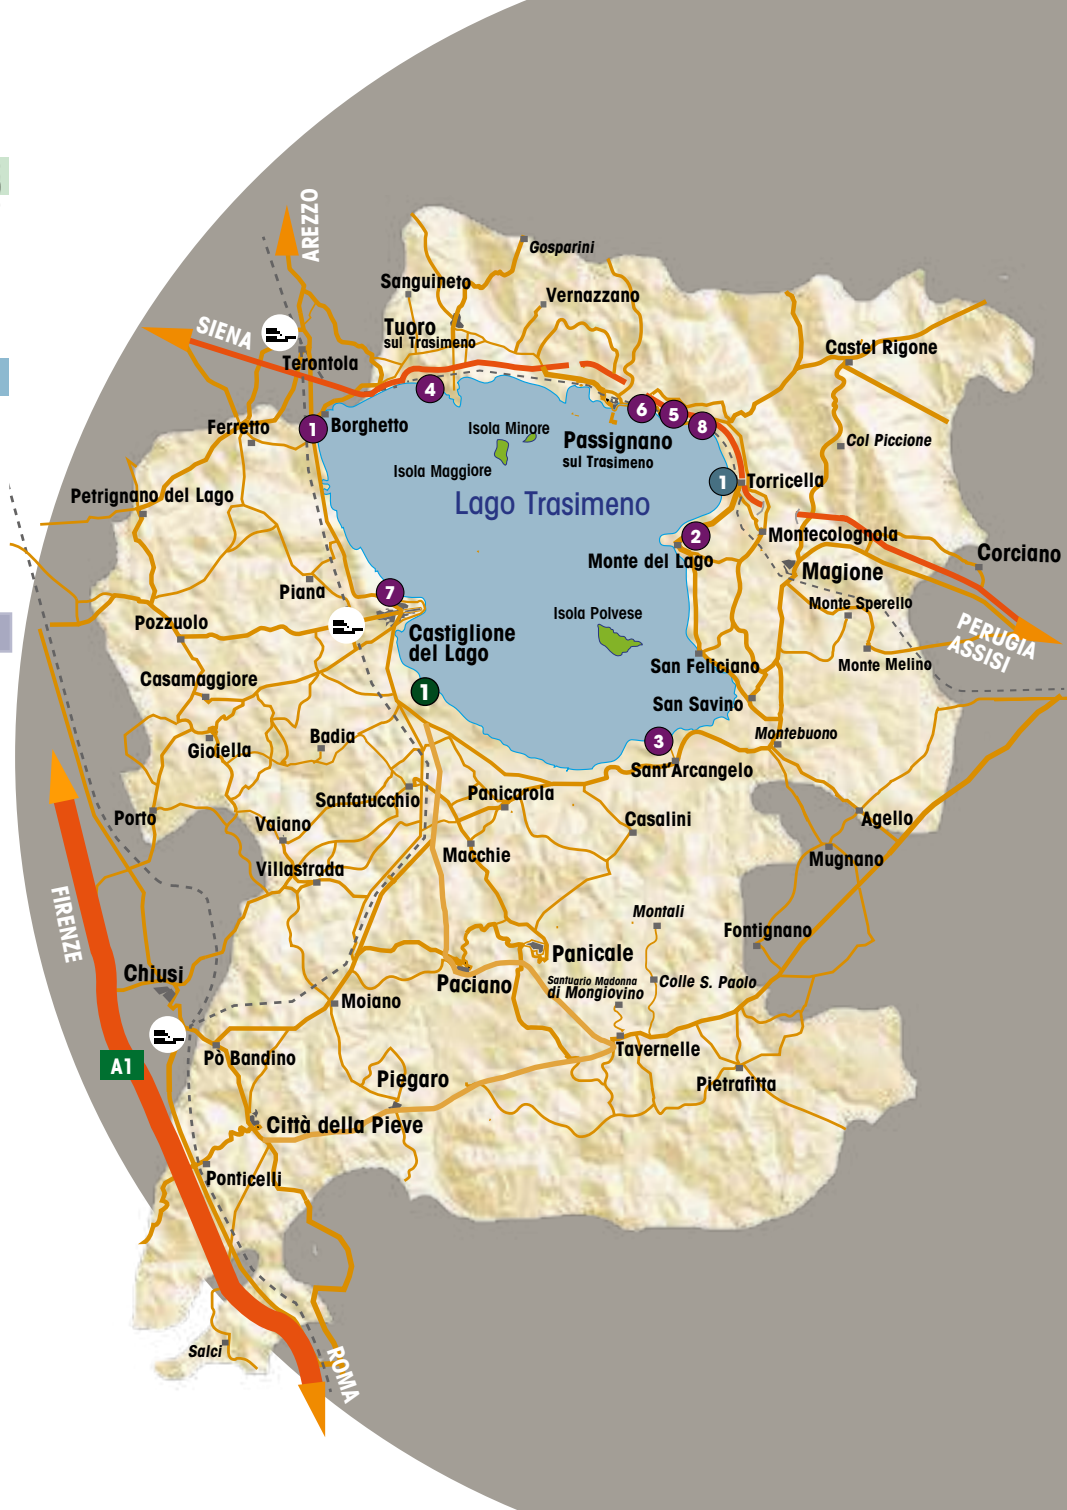 AREZZO
Gosparini
Sanguineto
Vernazzano
SIENA
Tuoro
sul Trasimeno
Terontola
Castel Rigone
4
6
5
8
Ferretto
1
Borghetto
Isola Minore
Passignano
sul Trasimeno
Col Piccione
Isola Maggiore
1
Torricella
Petrignano del Lago
Lago Trasimeno
2
Montecolognola
Monte del Lago
Corciano
Magione
Piana
7
Monte Sperello
Isola Polvese
Pozzuolo
PERUGIA
ASSISI
Castiglione
del Lago
San Feliciano
Monte Melino
Casamaggiore
1
San Savino
Gioiella
Badia
3
Montebuono
Sant'Arcangelo
Sanfatucchio
Panicarola
Porto
Vaiano
Casalini
Agello
Macchie
Mugnano
Villastrada
FIRENZE
Montali
Fontignano
Panicale
Chiusi
Paciano
Santuario Madonna
di Mongiovino
Colle S. Paolo
Moiano
Pò Bandino
Tavernelle
A1
Piegaro
Pietrafitta
Città della Pieve
Ponticelli
Salci
ROMA